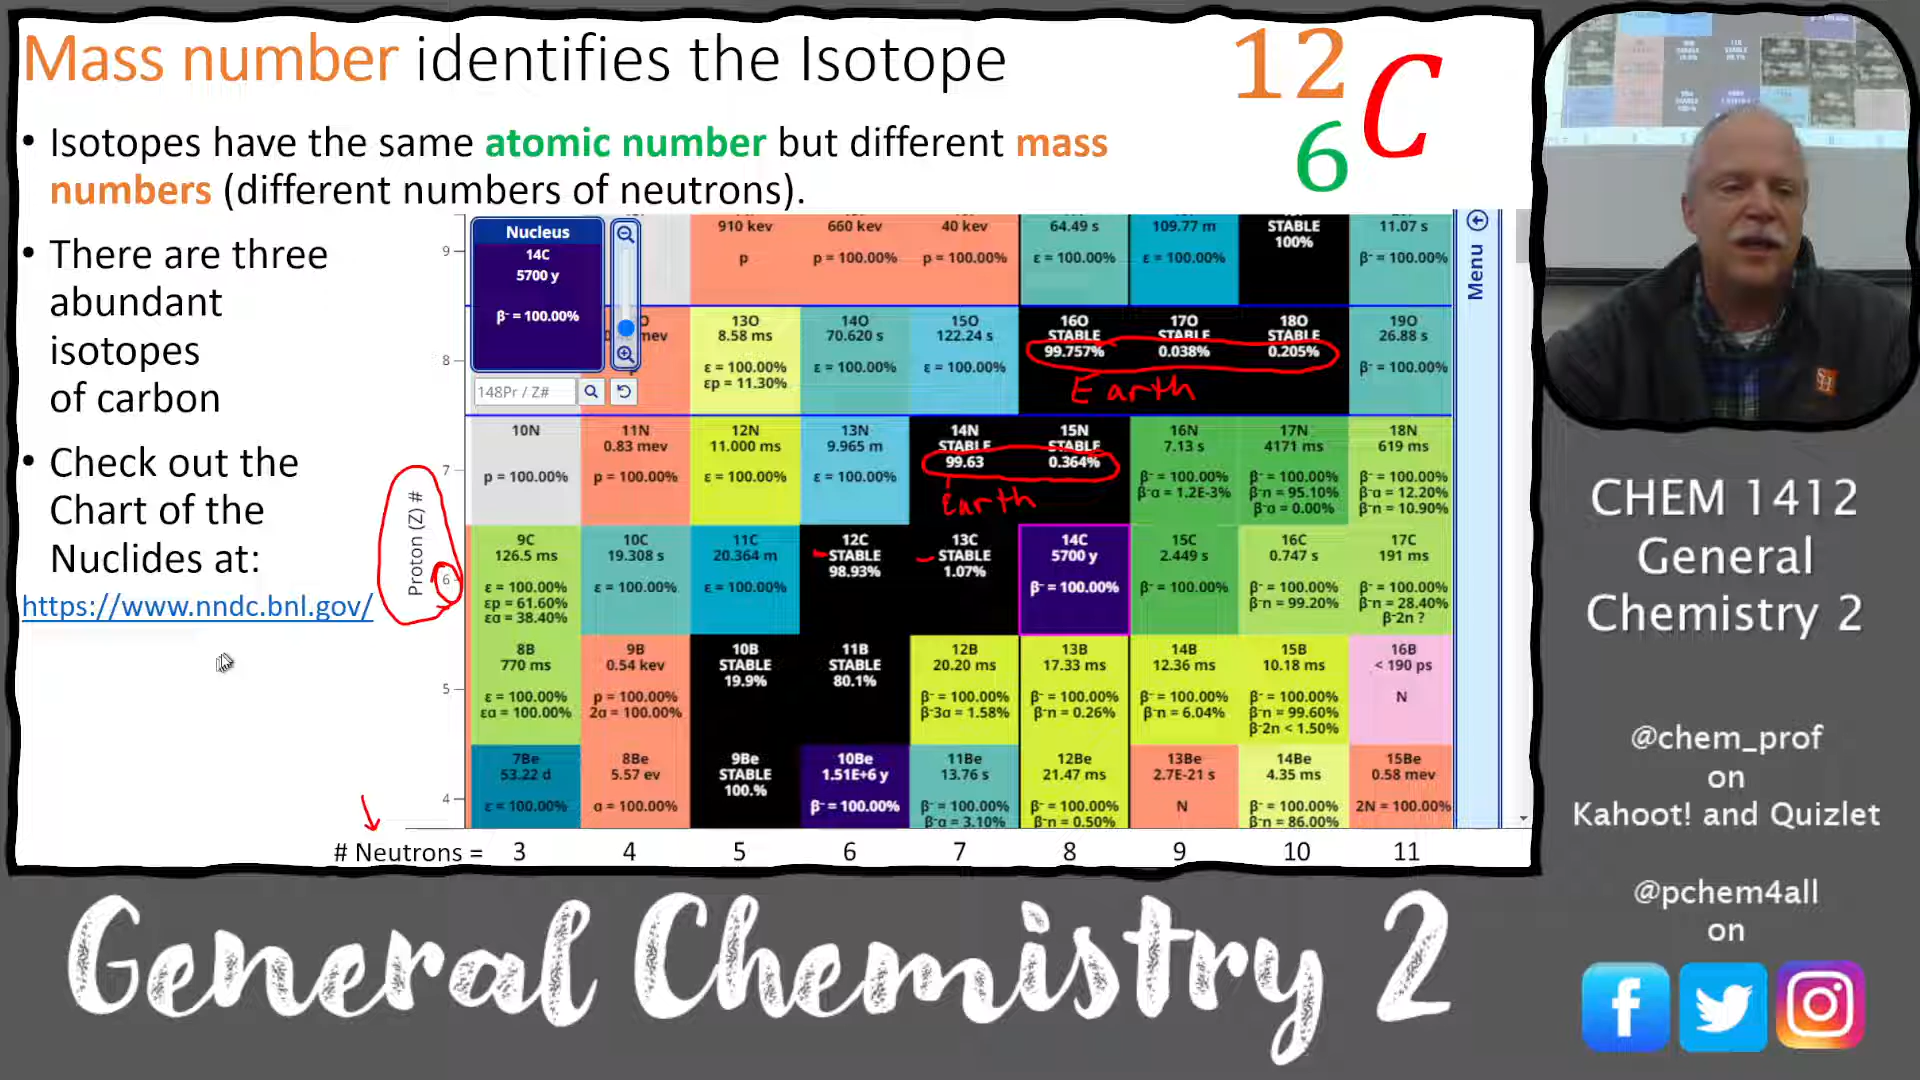 Mass number identifies the Isotope
12
6 C
• Isotopes have the same atomic number but different mass
numbers (different numbers of neutrons).
• There are three
abundant
isotopes
of carbon
• Check out the
Chart of the
Nuclides at:
https://www.nndc.bnl.gov/
Nucleus
14C
5700 y
β- = 100.00%
148Pr / Z#
Menu
Proton (Z) #
9
910 kev
p
660 kev
p = 100.00%
40 kev
p = 100.00%
64.49 s
ε = 100.00%
109.77 m
ε = 100.00%
STABLE
100%
11.07 s
β- = 100.00%
8
mev
13O
8.58 ms
ε = 100.00%
εp = 11.30%
14O
70.620 s
ε = 100.00%
15O
122.24 s
ε = 100.00%
16O
STABLE
99.757%
17O
STABLE
0.038%
18O
STABLE
0.205%
Earth
19O
26.88 s
β- = 100.00%
7
10N
p = 100.00%
11N
0.83 mev
p = 100.00%
12N
11.000 ms
ε = 100.00%
13N
9.965 m
ε = 100.00%
14N
STABLE
99.63
15N
STABLE
0.364%
Earth
16N
7.13 s
β- = 100.00%
β-α = 1.2E-3%
17N
4171 ms
β- = 100.00%
β-n = 95.10%
β-α = 0.00%
18N
619 ms
β- = 100.00%
β-α = 12.20%
β-n = 10.90%
6
9C
126.5 ms
ε = 100.00%
εp = 61.60%
εα = 38.40%
10C
19.308 s
ε = 100.00%
11C
20.364 m
ε = 100.00%
12C
STABLE
98.93%
13C
STABLE
1.07%
14C
5700 y
β- = 100.00%
15C
2.449 s
β- = 100.00%
16C
0.747 s
β- = 100.00%
β-n = 99.20%
17C
191 ms
β- = 100.00%
β-n = 28.40%
β-2n ?
5
8B
770 ms
ε = 100.00%
εα = 100.00%
9B
0.54 kev
p = 100.00%
2α = 100.00%
10B
STABLE
19.9%
11B
STABLE
80.1%
12B
20.20 ms
β- = 100.00%
β-3α = 1.58%
13B
17.33 ms
β- = 100.00%
β-n = 0.26%
14B
12.36 ms
β- = 100.00%
β-n = 6.04%
15B
10.18 ms
β- = 100.00%
β-n = 99.60%
β-2n < 1.50%
16B
< 190 ps
N
4
7Be
53.22 d
ε = 100.00%
8Be
5.57 ev
α = 100.00%
9Be
STABLE
100.%
10Be
1.51E+6 y
β- = 100.00%
11Be
13.76 s
β- = 100.00%
β-α = 3.10%
12Be
21.47 ms
β- = 100.00%
β-n = 0.50%
13Be
2.7E-21 s
N
14Be
4.35 ms
β- = 100.00%
β-n = 86.00%
15Be
0.58 mev
2N = 100.00%
# Neutrons = 3 4 5 6 7 8 9 10 11
CHEM 1412
General
Chemistry 2
@chem_prof
on
Kahoot! and Quizlet
@pchem4all
on
General Chemistry 2